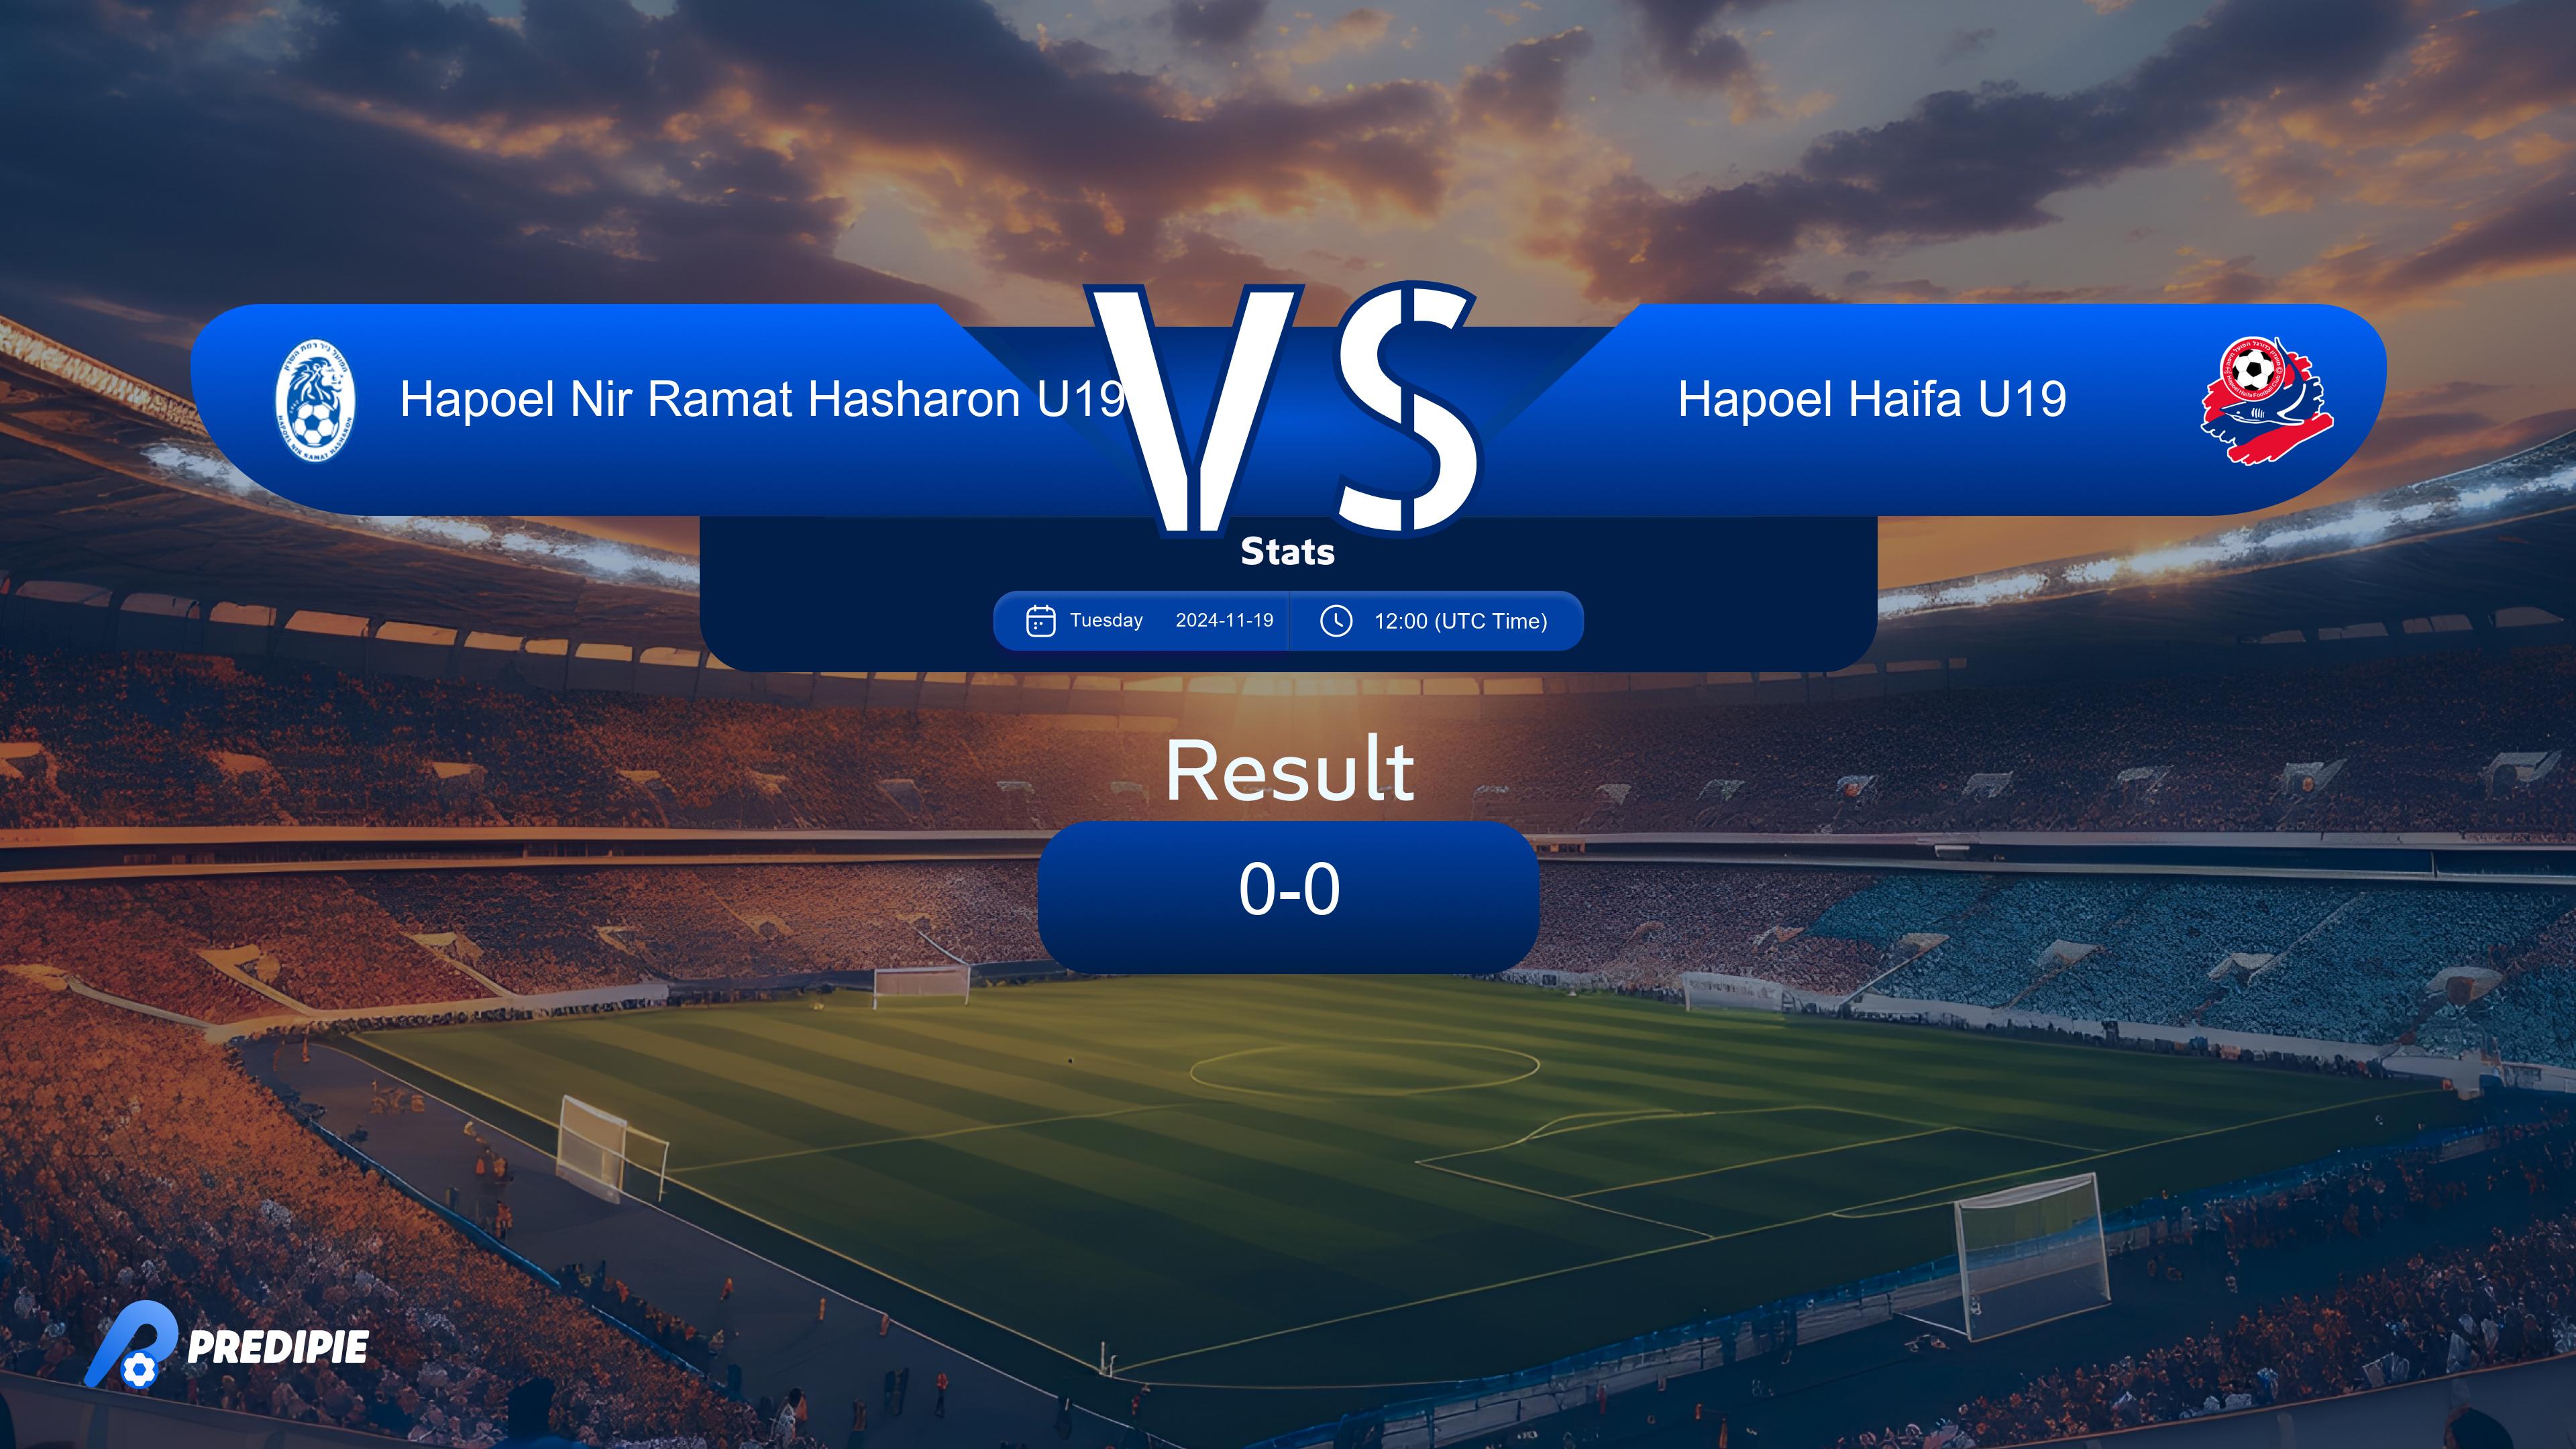 Hapoel Nir Ramat Hasharon U19
VS
Hapoel Haifa U19
Stats
Tuesday 2024-11-19 12:00 (UTC Time)
Result
0-0
PREDIPIE